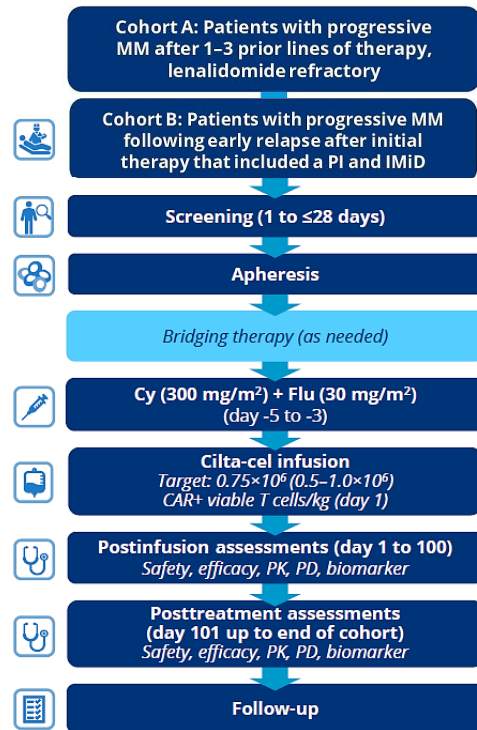 Cohort A: Patients with progressive
MM after 1–3 prior lines of therapy,
lenalidomide refractory
Cohort B: Patients with progressive MM
following early relapse after initial
therapy that included a PI and IMiD
Screening (1 to ≤28 days)
Apheresis
Bridging therapy (as needed)
Cy (300 mg/m²) + Flu (30 mg/m²)
(day -5 to -3)
Cilta-cel infusion
Target: 0.75×10⁶ (0.5–1.0×10⁶)
CAR+ viable T cells/kg (day 1)
Postinfusion assessments (day 1 to 100)
Safety, efficacy, PK, PD, biomarker
Posttreatment assessments
(day 101 up to end of cohort)
Safety, efficacy, PK, PD, biomarker
Follow-up